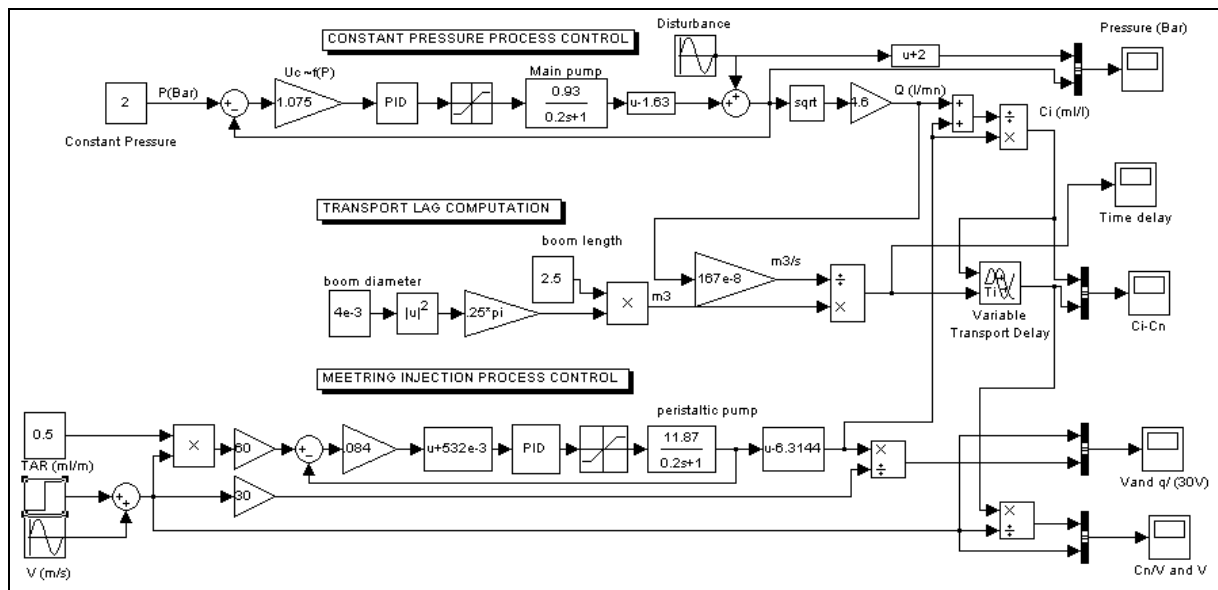 Disturbance
Pressure (Bar)
CONSTANT PRESSURE PROCESS CONTROL
u+2
Uc ~f(P)
Main pump
Q (l/mn)
2
P(Bar)
1.075
PID
0.93
0.2s+1
u-1.63
sqrt
4.6
Ci (ml/l)
Constant Pressure
TRANSPORT LAG COMPUTATION
Time delay
boom length
m3/s
boom diameter
2.5
167e-8
4e-3
|u|2
.25*pi
m3
Ti
Variable
Transport Delay
Ci-Cn
MEETRING INJECTION PROCESS CONTROL
peristaltic pump
0.5
60
.084
u+532e-3
PID
11.87
0.2s+1
u-6.3144
TAR (ml/m)
30
Vand q/ (30V)
V (m/s)
Cn/V and V